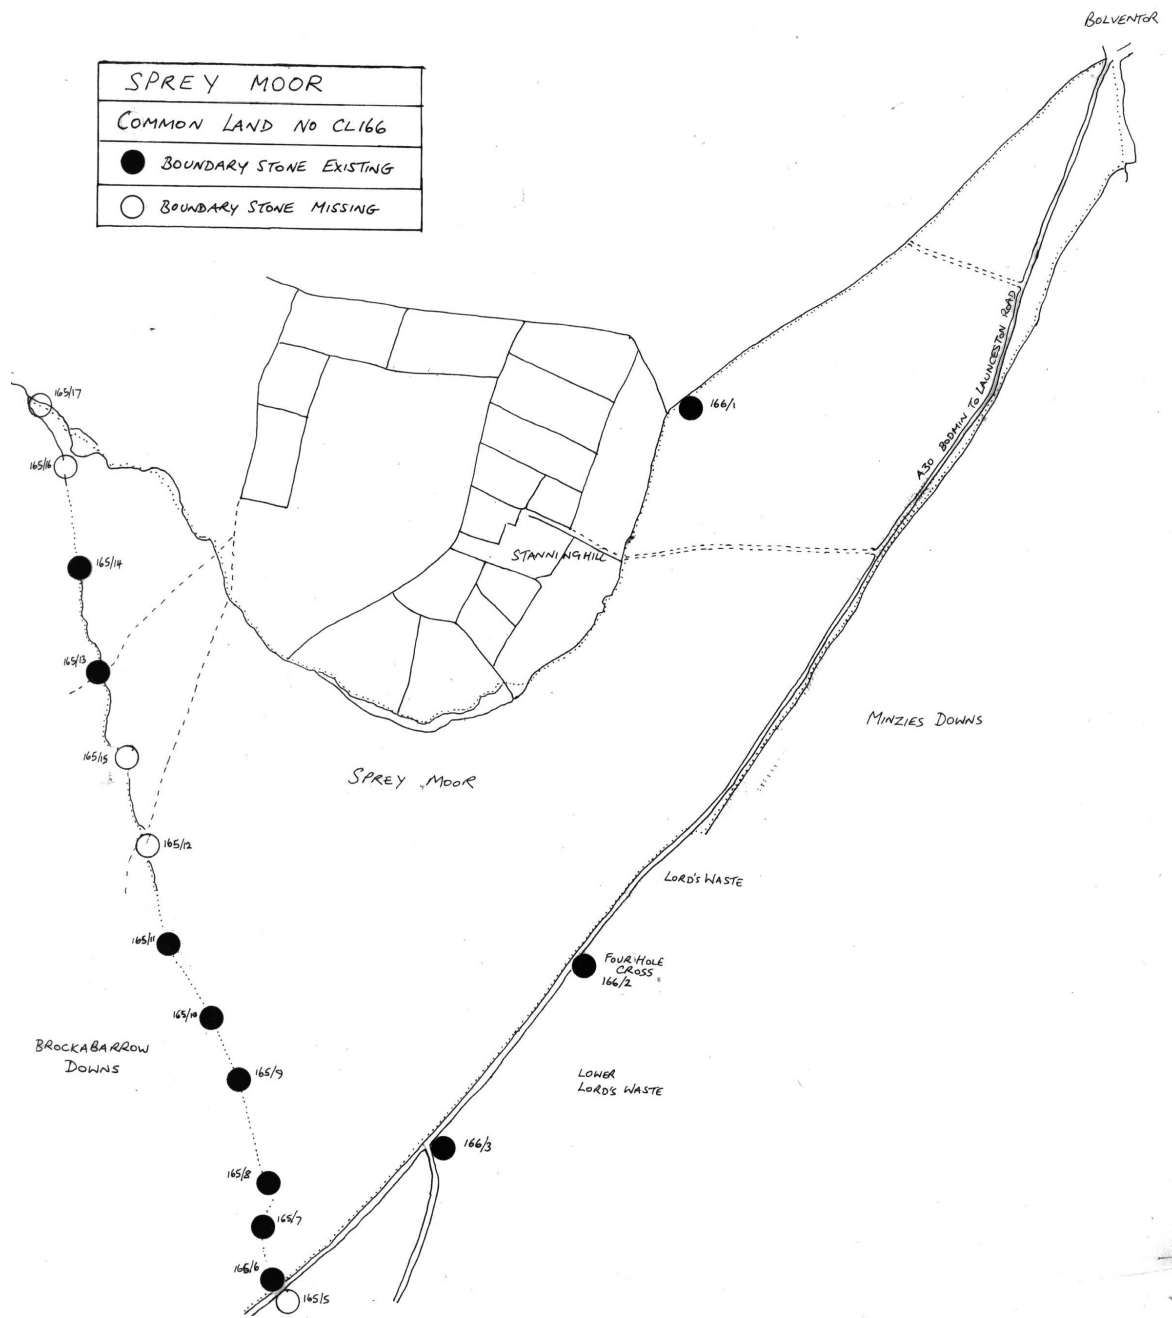 BOLVENTOR
SPREY MOOR
COMMON LAND NO CL166
BOUNDARY STONE EXISTING
BOUNDARY STONE MISSING
A30 BODMIN TO LAUNCESTON ROAD
165/17
166/1
165/16
STANNINGHILL
165/14
165/13
MINZIES DOWNS
165/15
SPREY MOOR
165/12
LORD'S WASTE
165/11
FOUR HOLE
CROSS
166/2
165/10
BROCKABARROW
DOWNS
165/9
LOWER
LORD'S WASTE
166/3
165/8
165/7
165/6
165/5